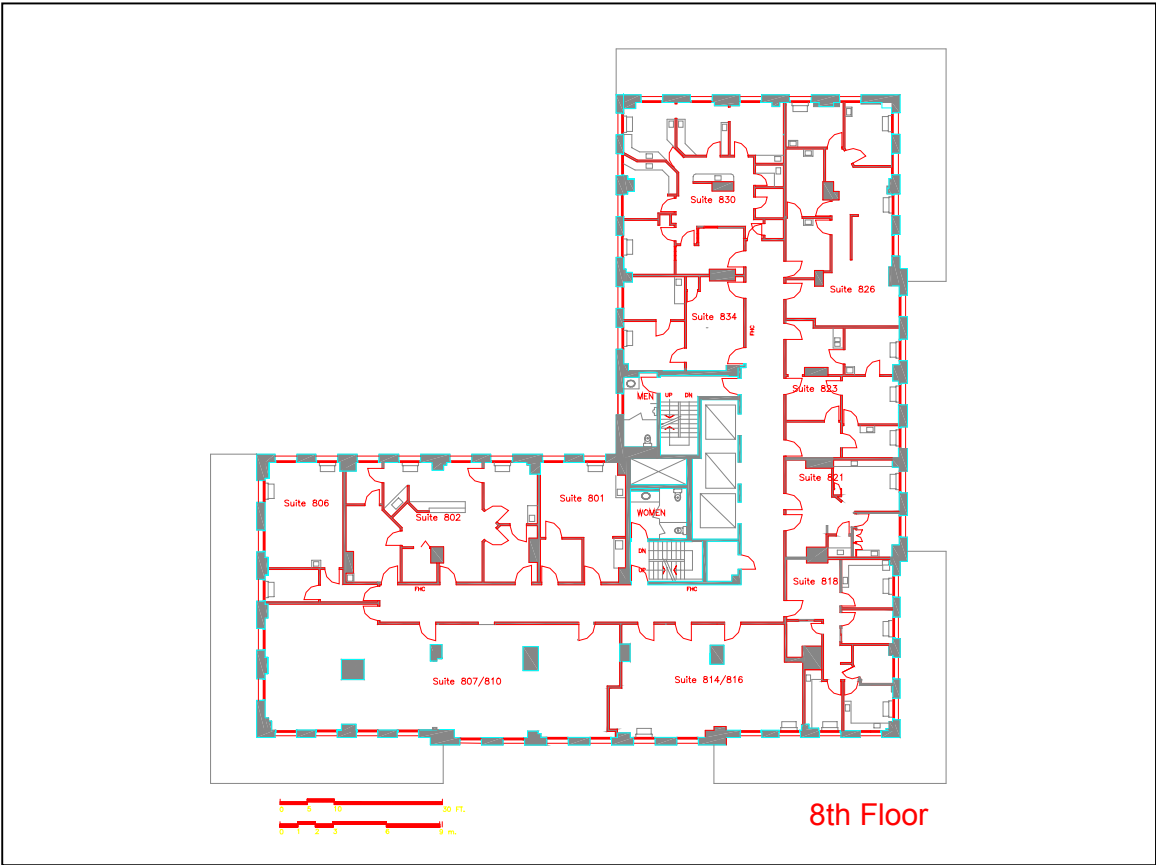 Suite 830
Suite 826
Suite 834
FHC
Suite 823
MEN
UP
DN
Suite 821
Suite 806
Suite 802
Suite 801
WOMEN
DN
UP
Suite 818
FHC
FHC
Suite 807/810
Suite 814/816
8th Floor